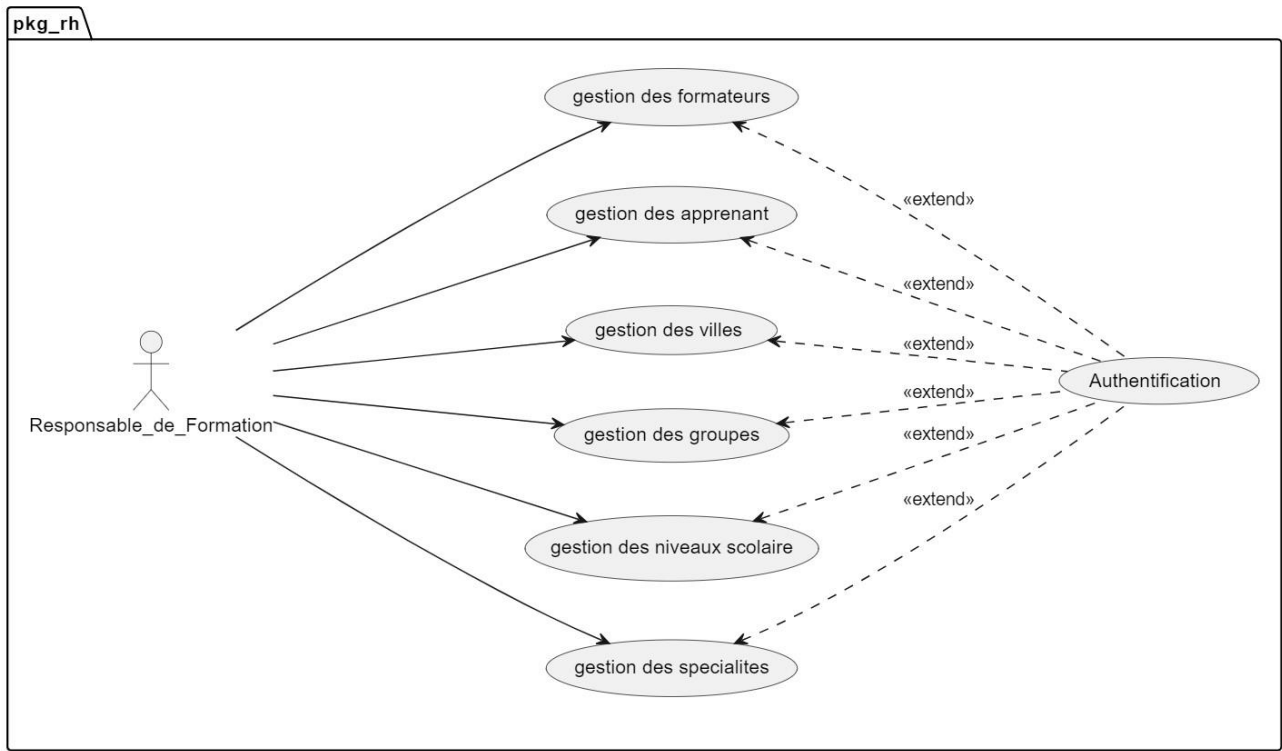 pkg_rh
gestion des formateurs
«extend»
gestion des apprenant
«extend»
gestion des villes
«extend»
Authentification
«extend»
Responsable_de_Formation
gestion des groupes
«extend»
«extend»
gestion des niveaux scolaire
gestion des specialites